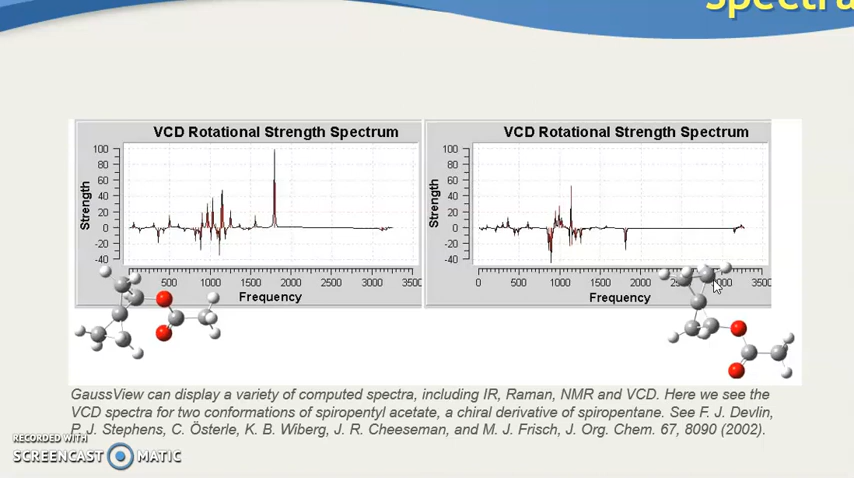 Spectra
VCD Rotational Strength Spectrum
100
80
60
40
20
0
-20
-40
Strength
500
1000
1500
2000
2500
3000
3500
Frequency
VCD Rotational Strength Spectrum
100
80
60
40
20
0
-20
-40
Strength
0
500
1000
1500
2000
2500
3000
3500
Frequency
GaussView can display a variety of computed spectra, including IR, Raman, NMR and VCD. Here we see the
VCD spectra for two conformations of spiropentyl acetate, a chiral derivative of spiropentane. See F. J. Devlin,
P. J. Stephens, C. Österle, K. B. Wiberg, J. R. Cheeseman, and M. J. Frisch, J. Org. Chem. 67, 8090 (2002).
RECORDED WITH
SCREENCAST MATIC